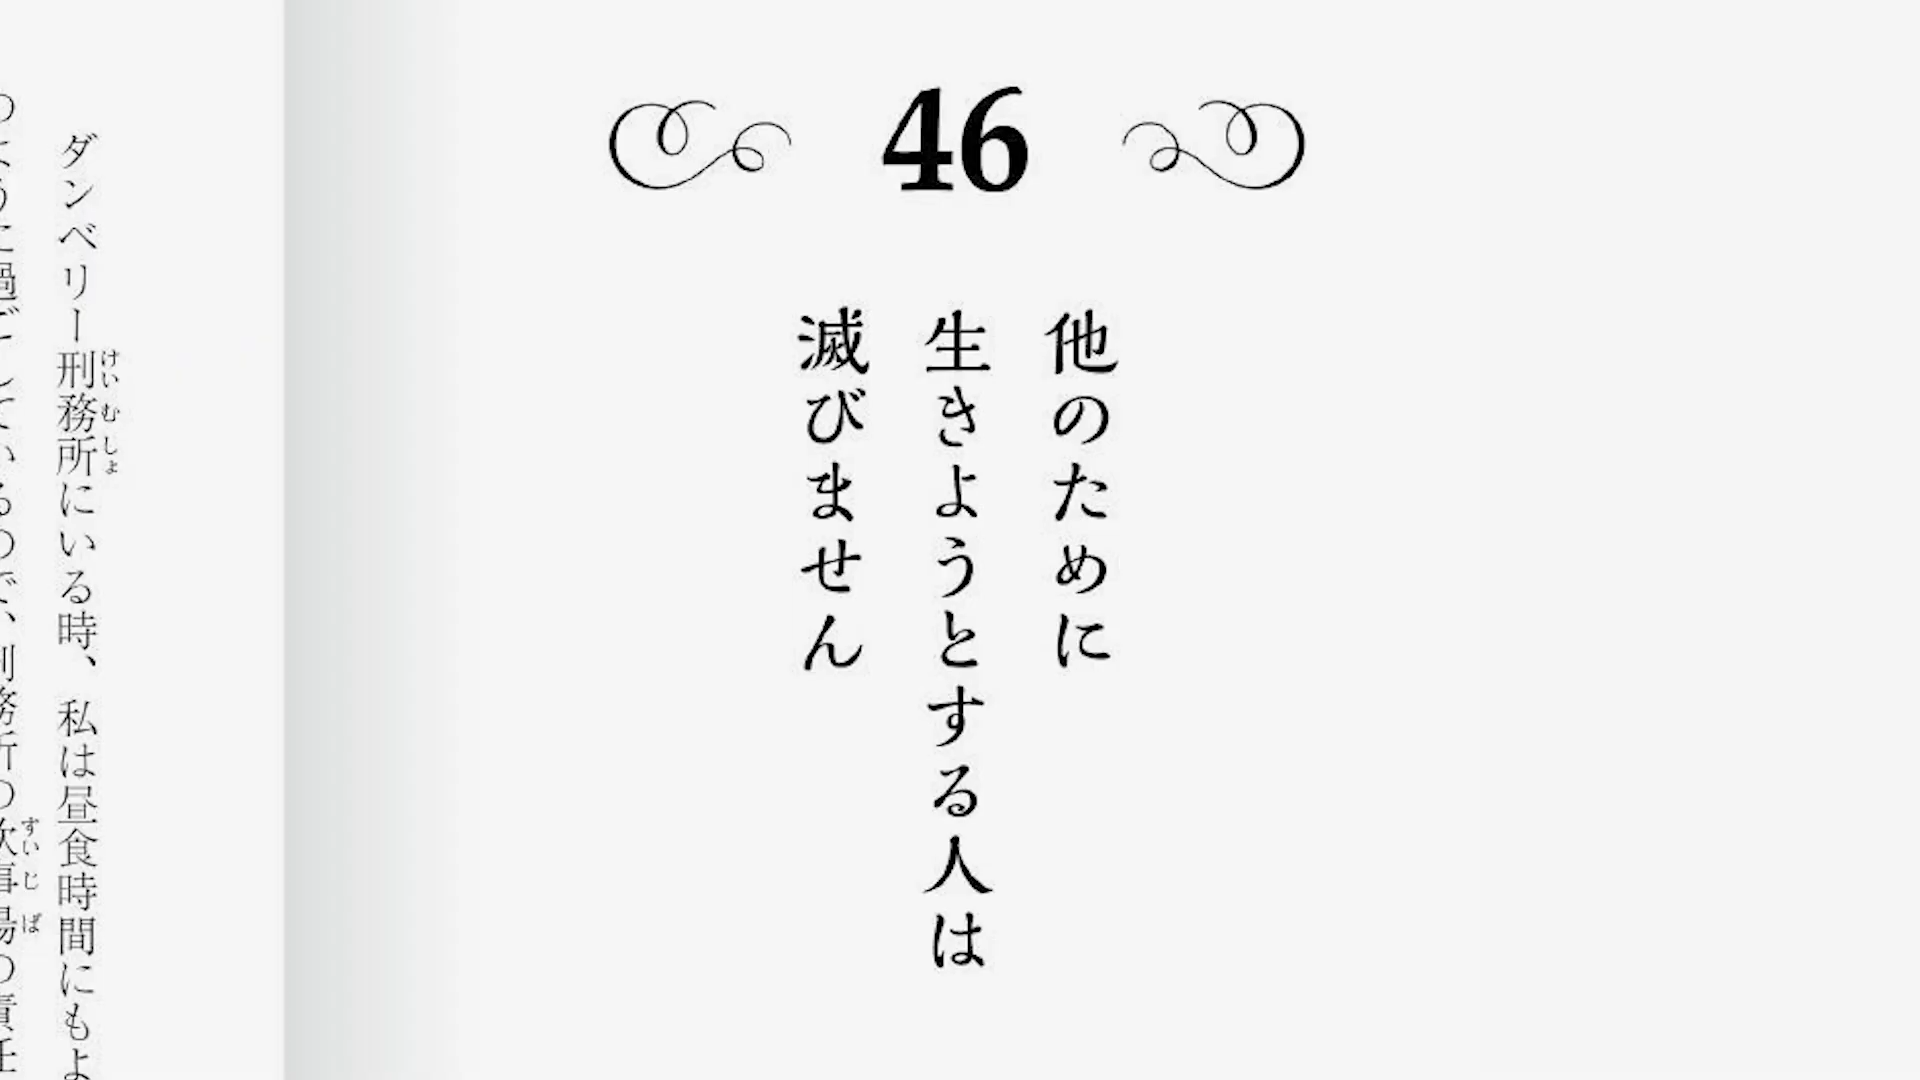 46
他のために
生きようとする人は
滅びません
ダンベリー刑務所にいる時、私は昼食時間にもよ